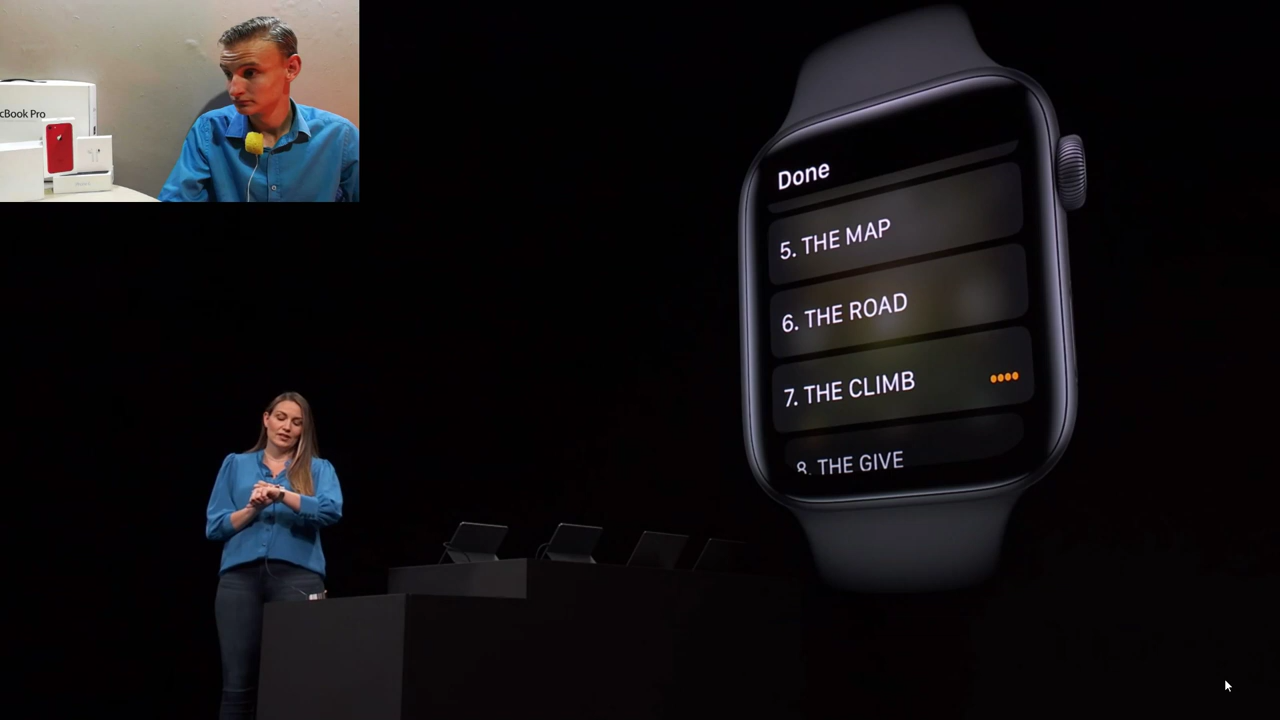 cBook Pro
Done
5. THE MAP
6. THE ROAD
7. THE CLIMB
8. THE GIVE